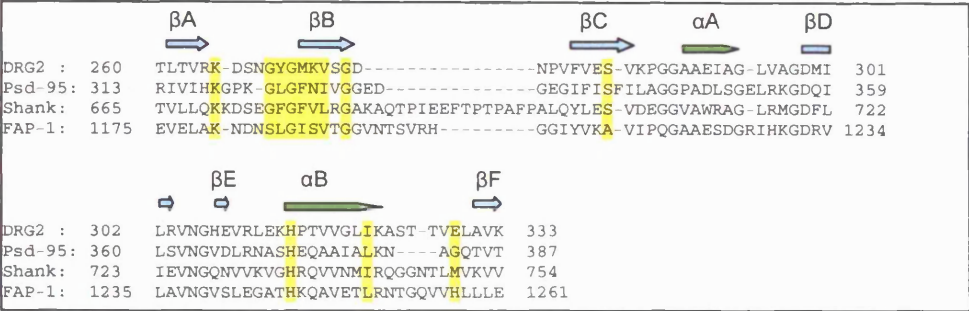 βA βB βC αA βD
DRG2 : 260 TLTVRK-DSNGYGMKVSGD---------------NPVFVES-VKPGGAAEIAG-LVAGDMI 301
Psd-95: 313 RIVIHKGPKG-LGFNIVGGED-------------GEGIFISFILAGGPADLSGELRKGDQI 359
Shank: 665 TVLLQKKDSEGFGFVLRGAKAQTPIEEFTPTPAFPALQYLES-VDEGGVAWRAG-LRMGDFL 722
FAP-1: 1175 EVELAK-NDNSLGISVTGGVNTSVRH---------GGIYVKA-VIPQGAAESDGRIHKGDRV 1234
βE αB βF
DRG2 : 302 LRVNGHEVRLEKHPTVVGLIKAST-TVELAVK 333
Psd-95: 360 LSVNGVDLRNASHEQAAIALKN----AGQTVT 387
Shank: 723 IEVNGQNVVKVGHRQVVNMIRQGGNTLMVKVV 754
FAP-1: 1235 LAVNGVSLEGATHKQAVETLRNTGQVVHLLLE 1261